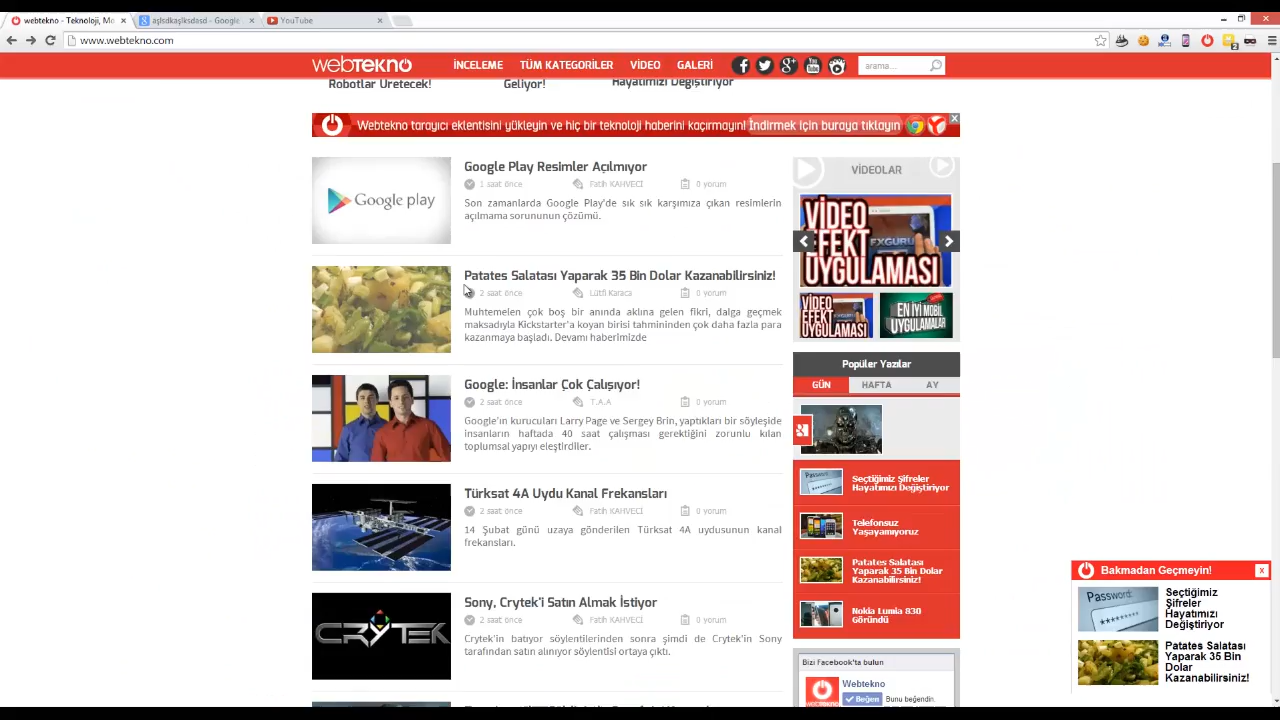 webtekno - Teknoloji, Mo
aşlsdkaşlksdasd - Google
YouTube
www.webtekno.com
webtekno
İNCELEME
TÜM KATEGORİLER
VİDEO
GALERİ
arama...
Robotlar Üretecek!
Geliyor!
Hayatımızı Değiştiriyor
Webtekno tarayıcı eklentisini yükleyin ve hiç bir teknoloji haberini kaçırmayın! İndirmek için buraya tıklayın
Google play
Google Play Resimler Açılmıyor
1 saat önce
Fatih KAHVECİ
0 yorum
Son zamanlarda Google Play'de sık sık karşımıza çıkan resimlerin
açılmama sorununun çözümü.
Patates Salatası Yaparak 35 Bin Dolar Kazanabilirsiniz!
2 saat önce
Lütfi Karaca
0 yorum
Muhtemelen çok boş bir anında aklına gelen fikri, dalga geçmek
maksadıyla Kickstarter'a koyan birisi tahmininden çok daha fazla para
kazanmaya başladı. Devamı haberimizde
Google: İnsanlar Çok Çalışıyor!
2 saat önce
T.A.A
0 yorum
Google'ın kurucuları Larry Page ve Sergey Brin, yaptıkları bir söyleşide
insanların haftada 40 saat çalışması gerektiğini zorunlu kılan
toplumsal yapıyı eleştirdiler.
Türksat 4A Uydu Kanal Frekansları
2 saat önce
Fatih KAHVECİ
0 yorum
14 Şubat günü uzaya gönderilen Türksat 4A uydusunun kanal
frekansları.
CRYTEK
Sony, Crytek'i Satın Almak İstiyor
2 saat önce
Fatih KAHVECİ
0 yorum
Crytek'in batıyor söylentilerinden sonra şimdi de Crytek'in Sony
tarafından satın alınıyor söylentisi ortaya çıktı.
VİDEOLAR
VİDEO
EFEKT
UYGULAMASI
FXGURU
VİDEO
EFEKT
UYGULAMASI
EN İYİ MOBİL
UYGULAMALAR
Popüler Yazılar
GÜN
HAFTA
AY
Password:
Seçtiğimiz Şifreler
Hayatımızı Değiştiriyor
Telefonsuz
Yaşayamıyoruz
Patates Salatası
Yaparak 35 Bin Dolar
Kazanabilirsiniz!
Nokia Lumia 830
Göründü
Bizi Facebook'ta bulun
Webtekno
Beğen
Bunu beğendin.
Bakmadan Geçmeyin!
x
Password:
Seçtiğimiz
Şifreler
Hayatımızı
Değiştiriyor
Patates Salatası
Yaparak 35 Bin
Dolar
Kazanabilirsiniz!